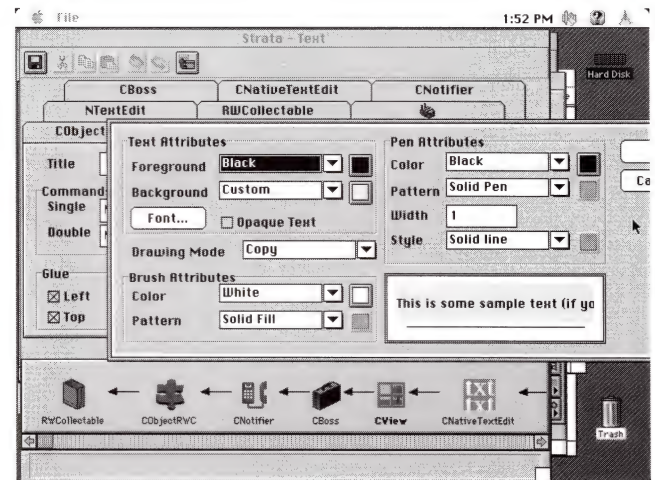 File
1:52 PM
Strata - Text
Hard Disk
CBoss
CNativeTextEdit
CNotifier
NTextEdit
RWCollectable
CObject
Title
Command
Single
Double
Glue
Left
Top
Text Attributes
Foreground
Black
Background
Custom
Font...
Opaque Text
Drawing Mode
Copy
Brush Attributes
Color
White
Pattern
Solid Fill
Pen Attributes
Color
Black
Pattern
Solid Pen
Width
1
Style
Solid line
Ca
This is some sample text (if yo
RWCollectable
CObjectRWC
CNotifier
CBoss
CView
CNativeTextEdit
txt
txt
Trash